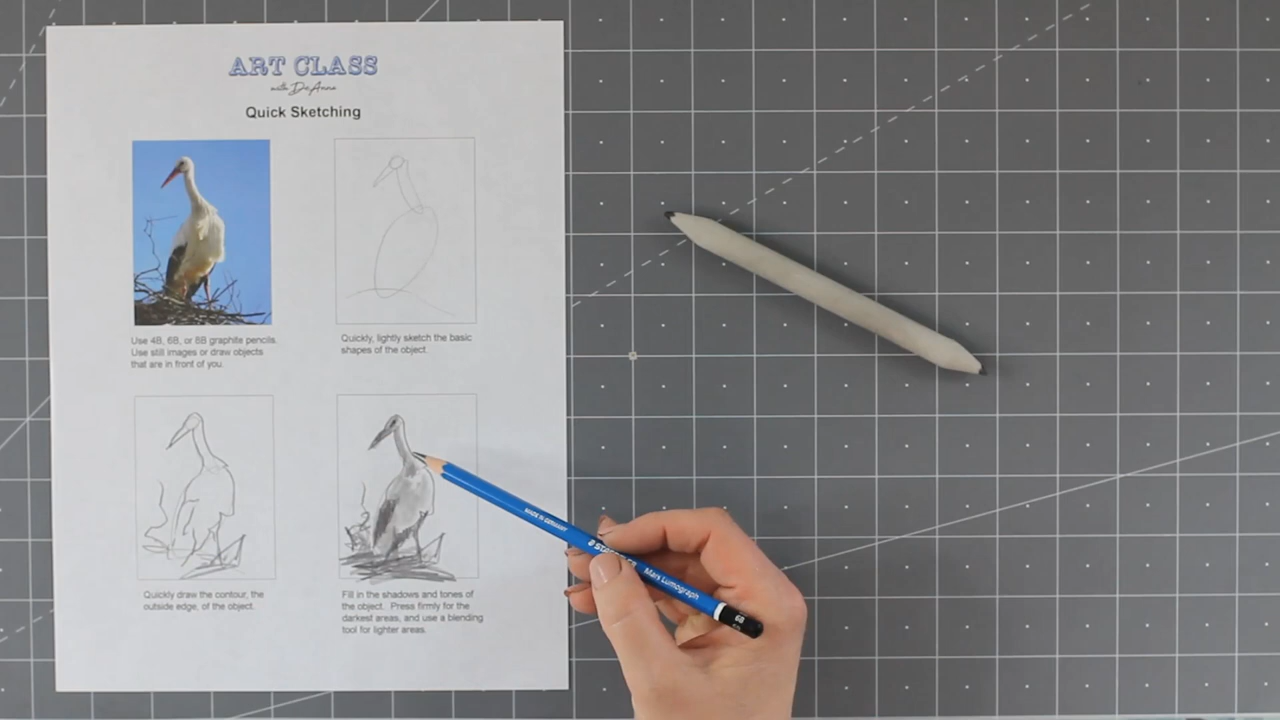 ART CLASS
with DeAnna
Quick Sketching
Use 4B, 6B, or 8B graphite pencils.
Use still images or draw objects
that are in front of you.
Quickly, lightly sketch the basic
shapes of the object.
Quickly draw the contour, the
outside edge, of the object.
Fill in the shadows and tones of
the object. Press firmly for the
darkest areas, and use a blending
tool for lighter areas.
MADE IN GERMANY
Mars Lumograph
6B